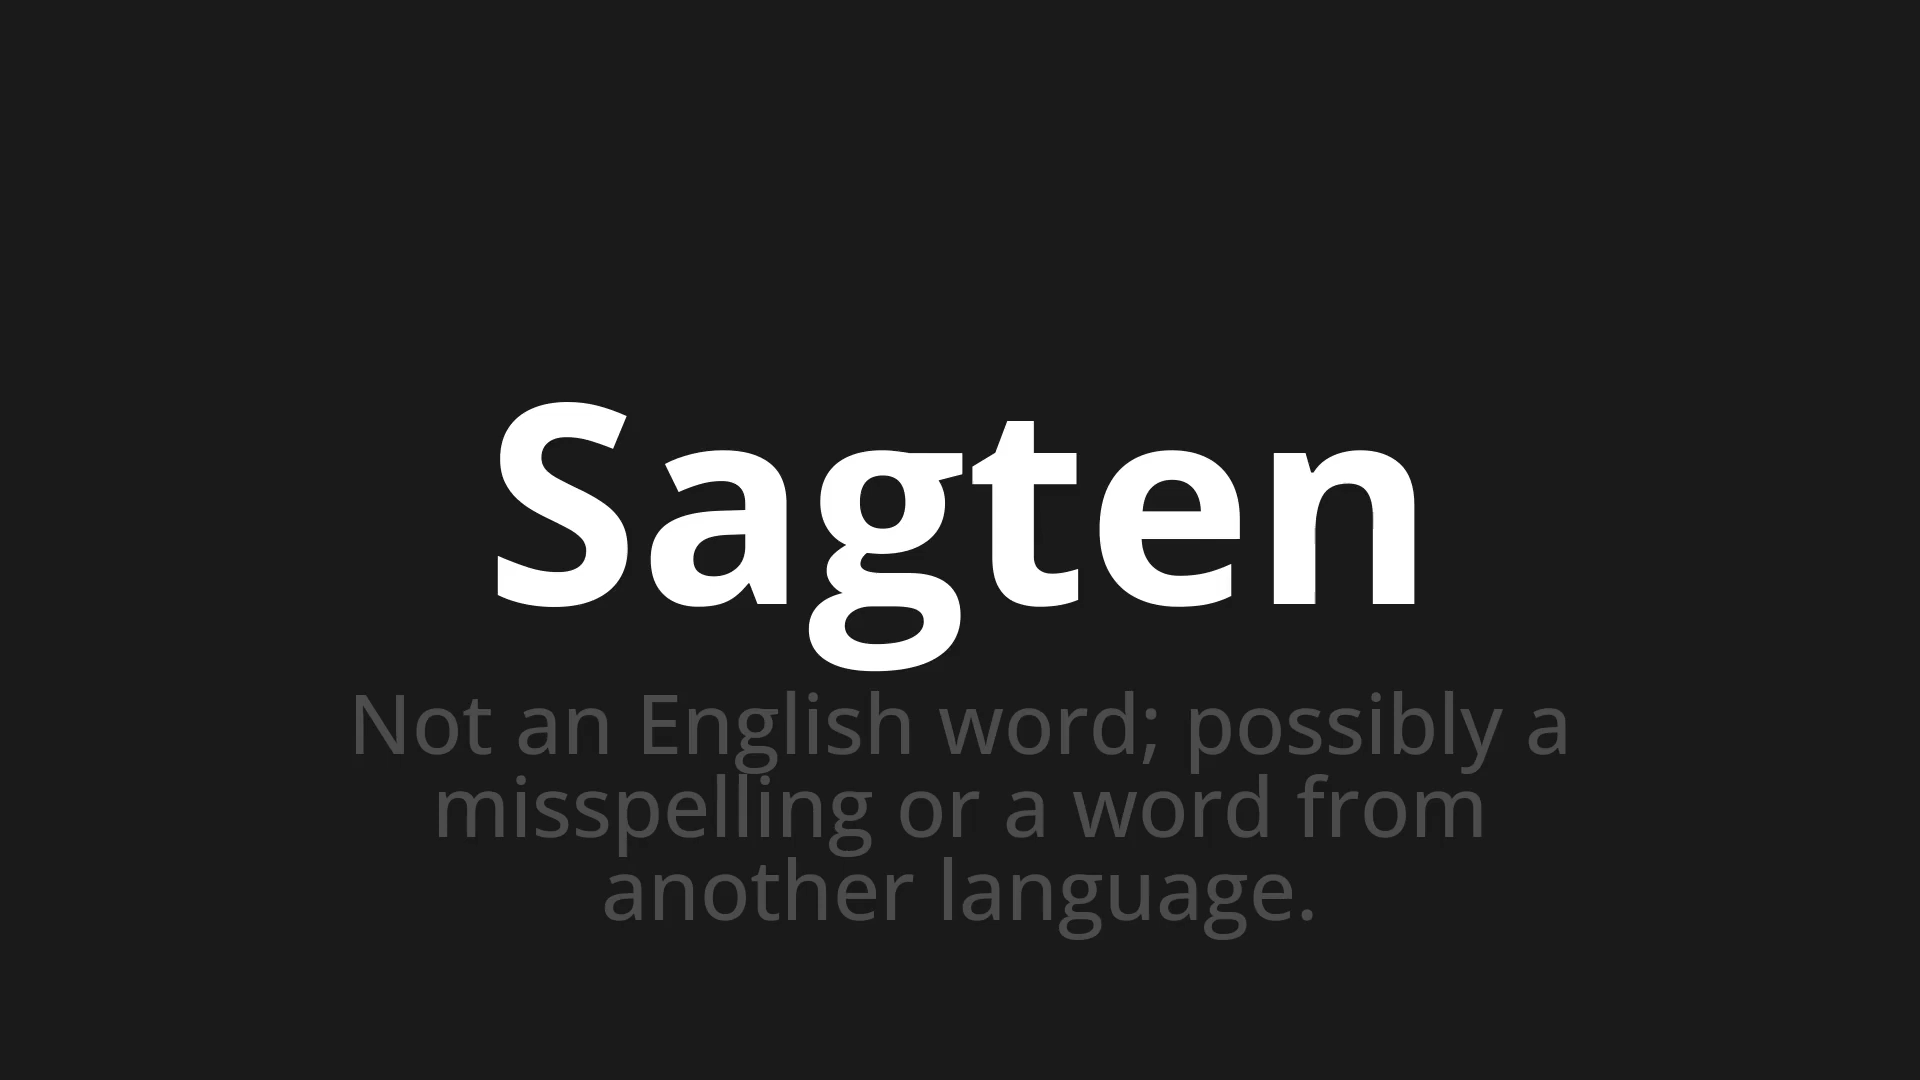 Sagten
Not an English word; possibly a
misspelling or a word from
another language.